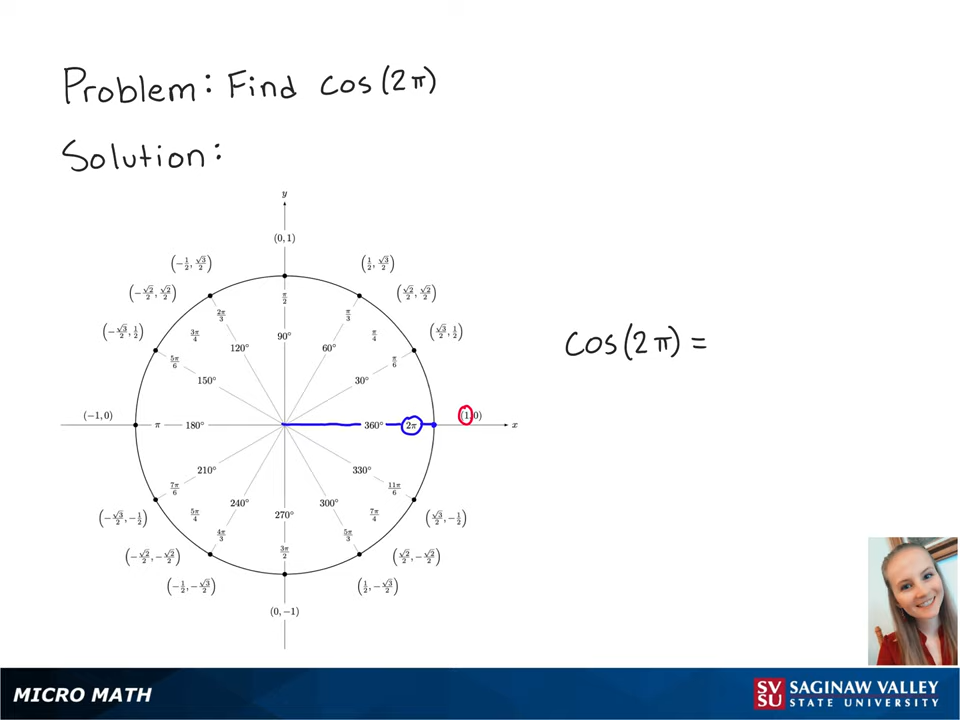 Problem: Find cos(2π)
Solution:
y
(0, 1)
(-1/2, √3/2) (1/2, √3/2)
(-√2/2, √2/2) (√2/2, √2/2)
(-√3/2, 1/2) (√3/2, 1/2)
π/2
2π/3 π/3
3π/4 π/4
90°
120° 60°
5π/6 π/6
150° 30°
cos(2π) =
(-1, 0) (1, 0)
π 180° 360° 2π x
210° 330°
7π/6 11π/6
240° 300°
270°
5π/4 7π/4
4π/3 5π/3
3π/2
(-√3/2, -1/2) (√3/2, -1/2)
(-√2/2, -√2/2) (√2/2, -√2/2)
(-1/2, -√3/2) (1/2, -√3/2)
(0, -1)
MICRO MATH
SV SU SAGINAW VALLEY
STATE UNIVERSITY